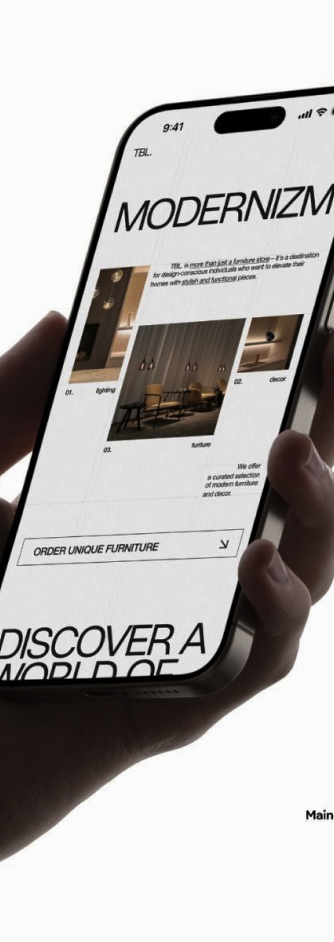 9:41
TBL.
MODERNIZM
TBL. is more than just a furniture store – it's a destination
for design-conscious individuals who want to elevate their
homes with stylish and functional pieces.
01. lighting
02. decor
03. furiture
We offer
a curated selection
of modern furniture
and decor.
ORDER UNIQUE FURNITURE
DISCOVER A
WORLD OF
Main